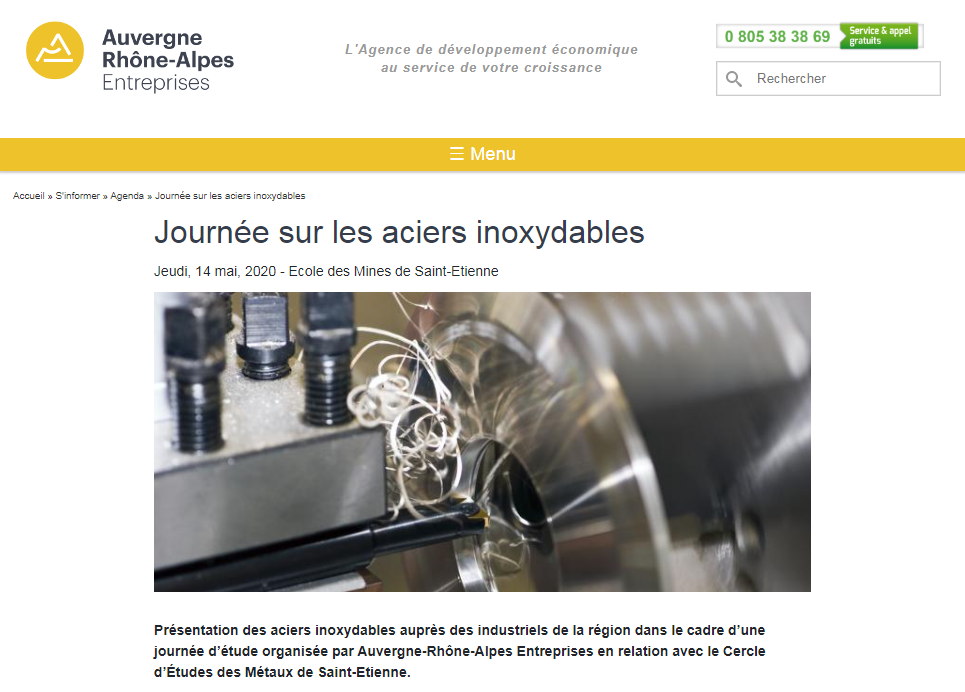 Auvergne
Rhône-Alpes
Entreprises
L'Agence de développement économique
au service de votre croissance
0 805 38 38 69
Service & appel
gratuits
Rechercher
☰ Menu
Accueil » S'informer » Agenda » Journée sur les aciers inoxydables
Journée sur les aciers inoxydables
Jeudi, 14 mai, 2020 - Ecole des Mines de Saint-Etienne
Présentation des aciers inoxydables auprès des industriels de la région dans le cadre d’une
journée d’étude organisée par Auvergne-Rhône-Alpes Entreprises en relation avec le Cercle
d’Études des Métaux de Saint-Etienne.